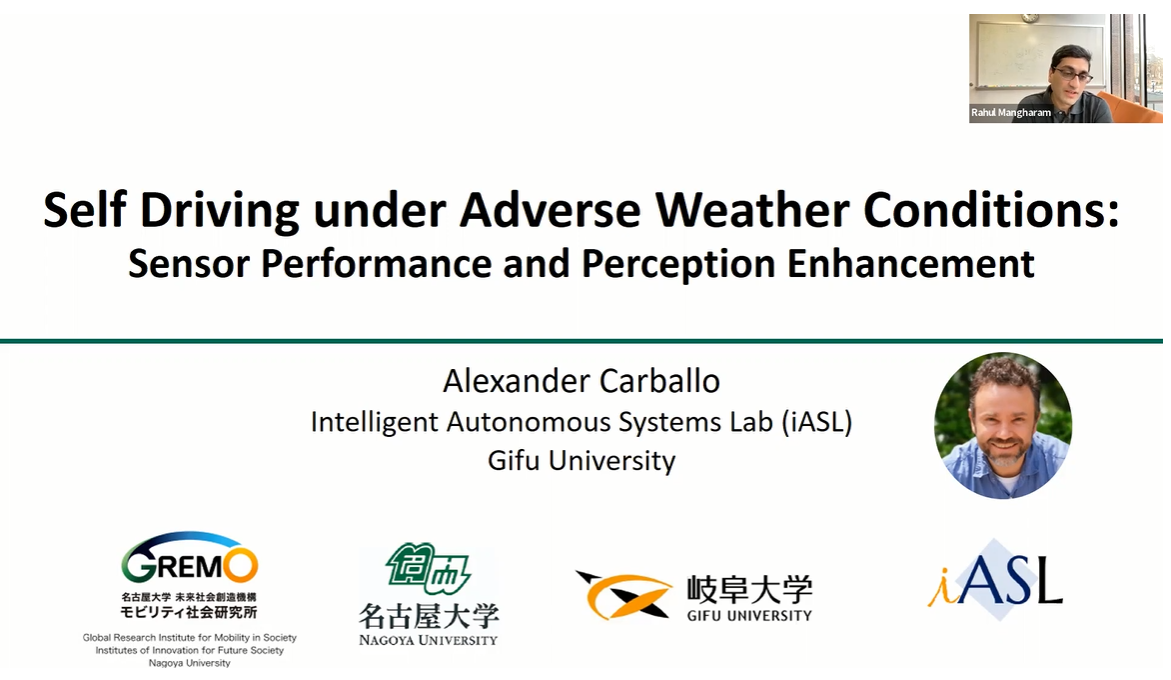 Rahul Mangharam
Self Driving under Adverse Weather Conditions:
Sensor Performance and Perception Enhancement
Alexander Carballo
Intelligent Autonomous Systems Lab (iASL)
Gifu University
GREMO
名古屋大学 未来社会創造機構
モビリティ社会研究所
Global Research Institute for Mobility in Society
Institutes of Innovation for Future Society
Nagoya University
名大
名古屋大学
NAGOYA UNIVERSITY
岐阜大学
GIFU UNIVERSITY
iASL